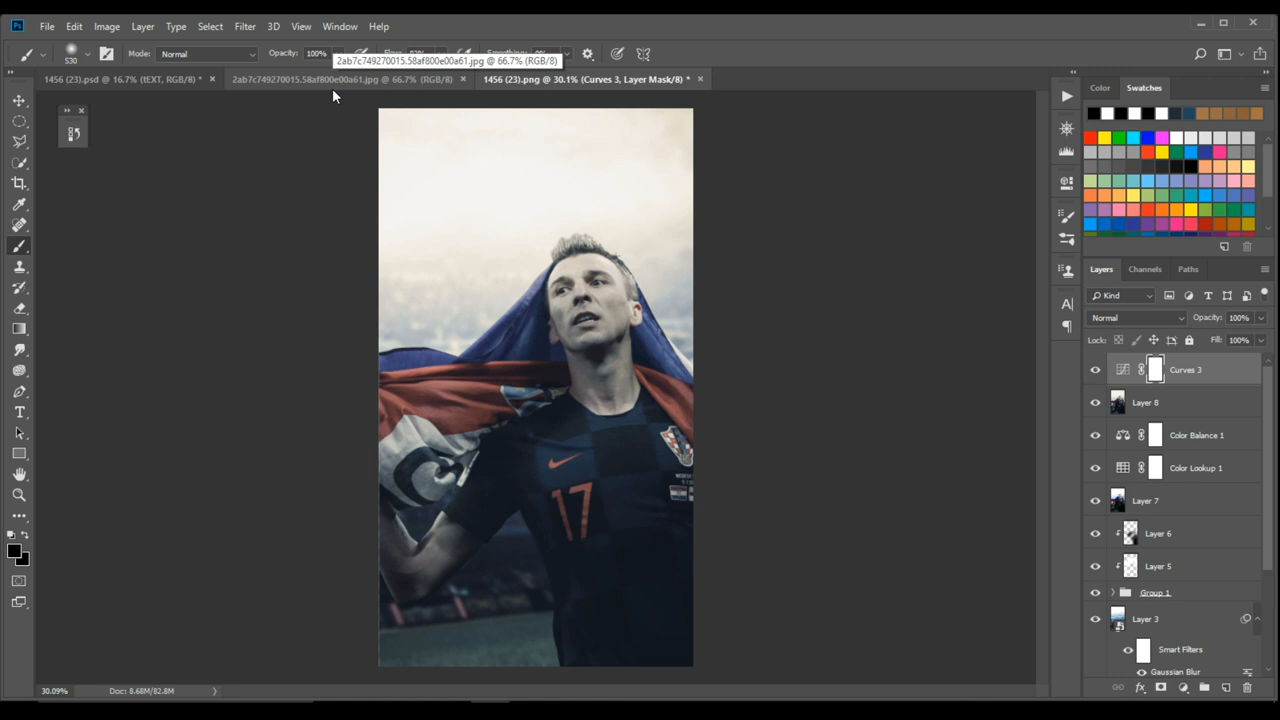 Ps File Edit Image Layer Type Select Filter 3D View Window Help
530 Mode: Normal Opacity: 100%
2ab7c749270015.58af800e00a61.jpg @ 66.7% (RGB/8)
1456 (23).psd @ 16.7% (tEXT, RGB/8) * 2ab7c749270015.58af800e00a61.jpg @ 66.7% (RGB/8) 1456 (23).png @ 30.1% (Curves 3, Layer Mask/8) *
Color Swatches
Layers Channels Paths
Kind
Normal Opacity: 100%
Lock: Fill: 100%
Curves 3
Layer 8
Color Balance 1
Color Lookup 1
Layer 7
Layer 6
Layer 5
Group 1
Layer 3
Smart Filters
Gaussian Blur
17
30.09% Doc: 8.68M/82.8M